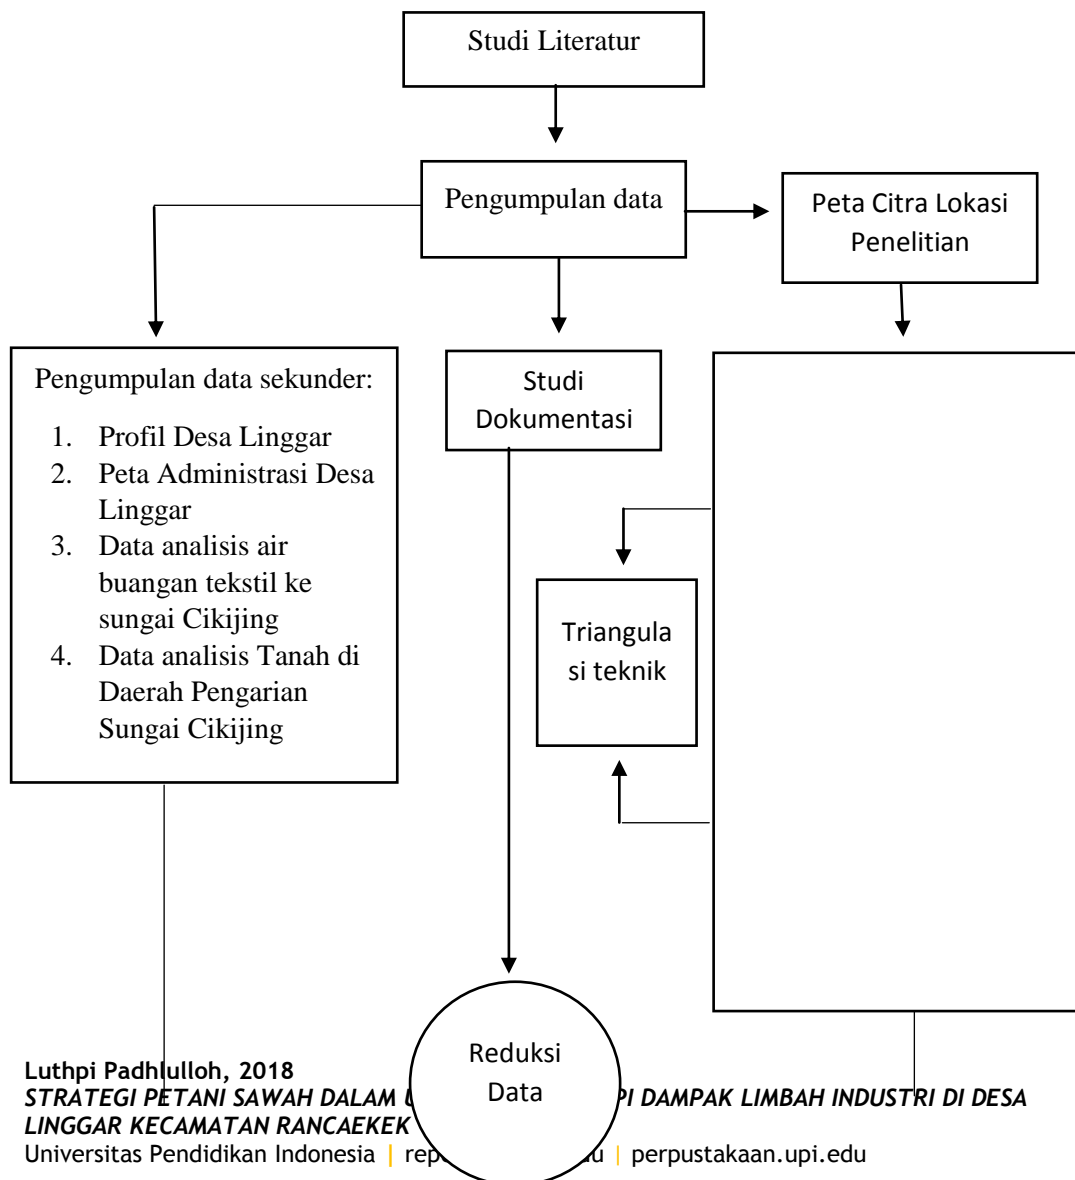 Studi Literatur
Pengumpulan data
Peta Citra Lokasi
Penelitian
Pengumpulan data sekunder:
1. Profil Desa Linggar
2. Peta Administrasi Desa
Linggar
3. Data analisis air
buangan tekstil ke
sungai Cikijing
4. Data analisis Tanah di
Daerah Pengarian
Sungai Cikijing
Studi
Dokumentasi
Triangula
si teknik
Reduksi
Data
Luthpi Padhlulloh, 2018
STRATEGI PETANI SAWAH DALAM DAMPAK LIMBAH INDUSTRI DI DESA
LINGGAR KECAMATAN RANCAEKEK
Universitas Pendidikan Indonesia | | perpustakaan.upi.edu